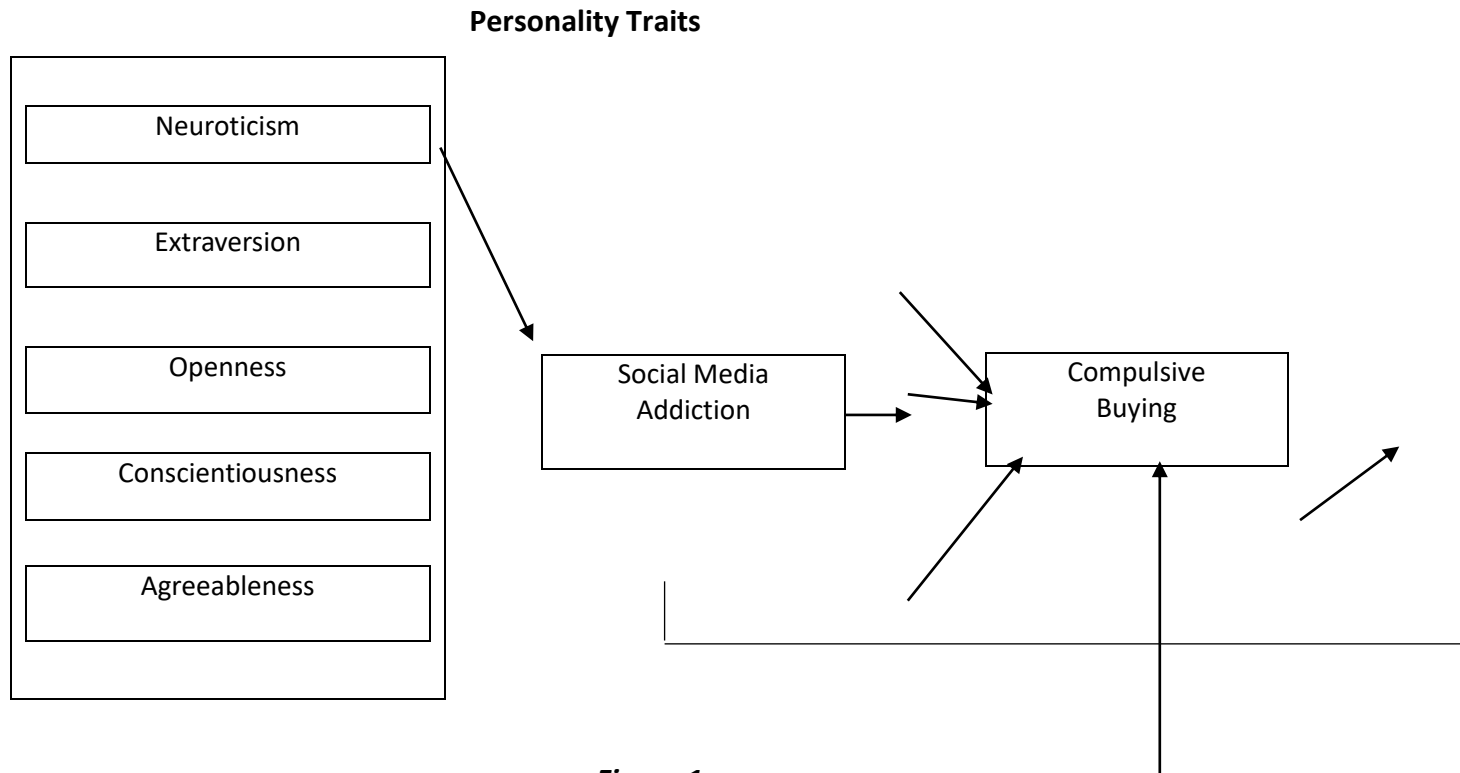 Personality Traits
Neuroticism
Extraversion
Openness
Conscientiousness
Agreeableness
Social Media
Addiction
Compulsive
Buying